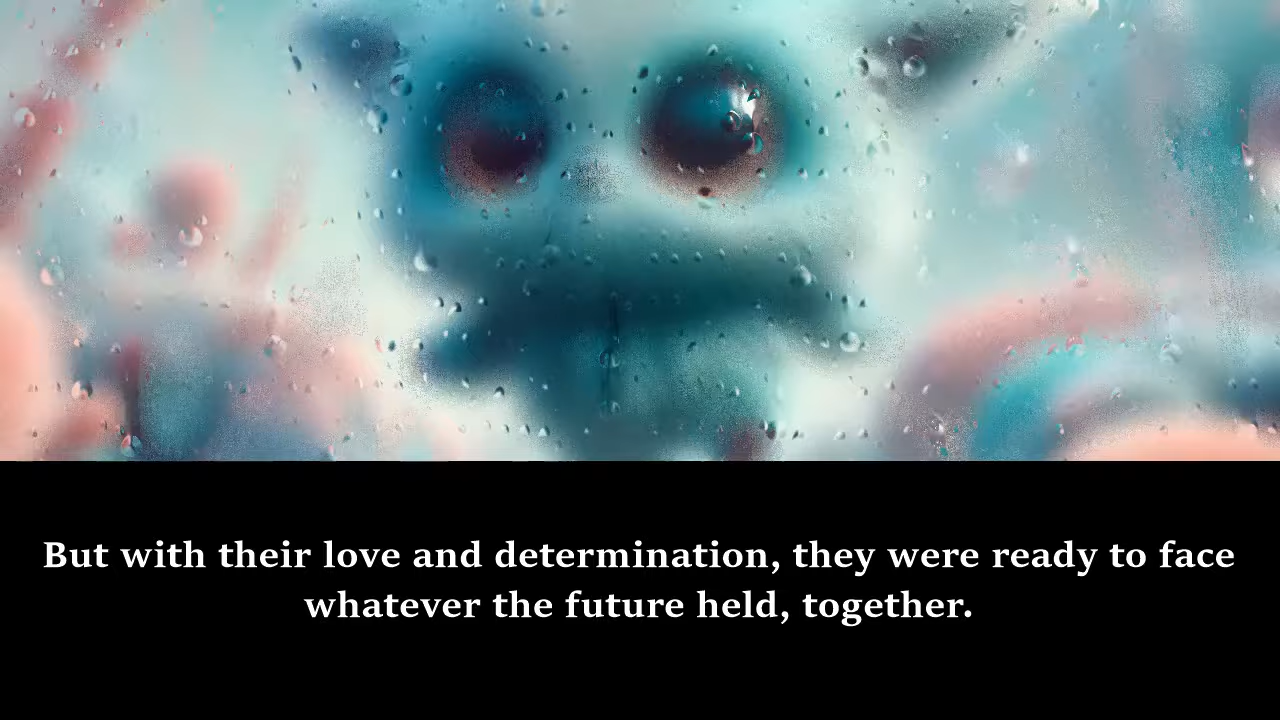 But with their love and determination, they were ready to face
whatever the future held, together.